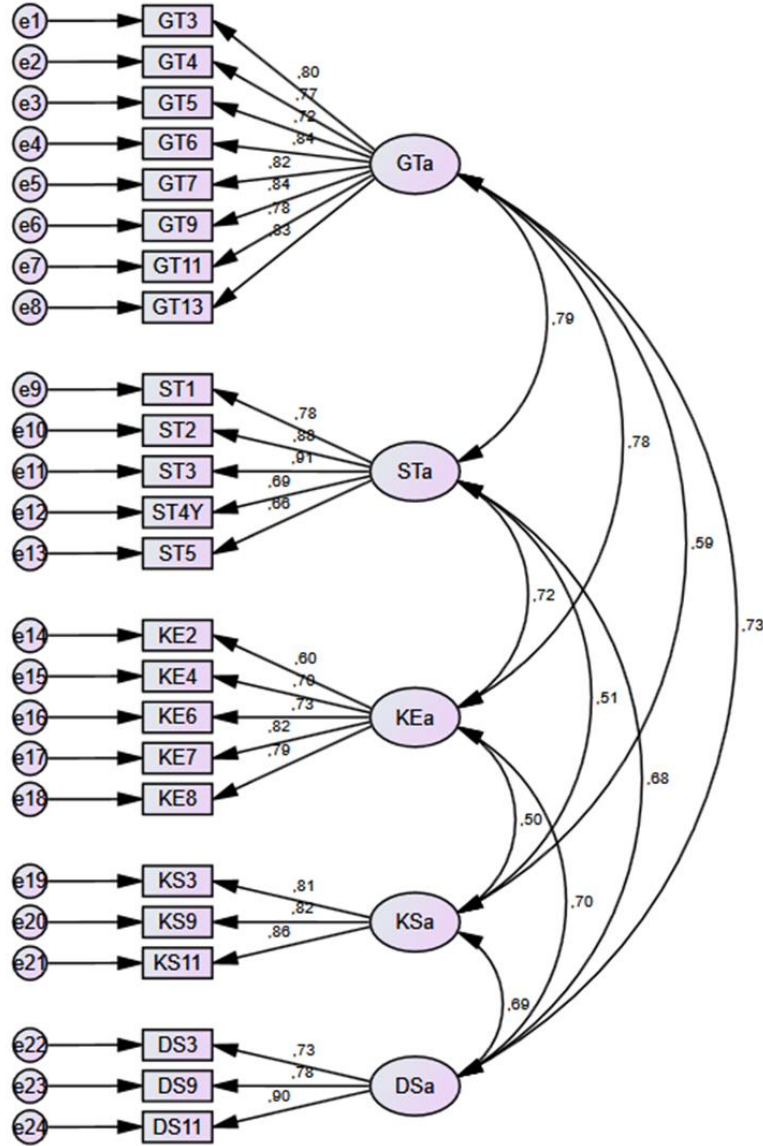 e1 GT3
,80
e2 GT4
,77
e3 GT5
,72
e4 GT6
,84
GTa
e5 GT7
,82
,84
e6 GT9
,78
,83
e7 GT11
e8 GT13
,79
e9 ST1
,78
e10 ST2
,88
,78
e11 ST3
,91
STa
e12 ST4Y
,69
,66
e13 ST5
,59
,72
,73
e14 KE2
,60
e15 KE4
e16 KE6
,73
KEa
,51
e17 KE7
,82
,79
,68
e18 KE8
,50
e19 KS3
,81
,70
e20 KS9
,82
KSa
e21 KS11
,86
,69
e22 DS3
,73
e23 DS9
,78
DSa
e24 DS11
,90